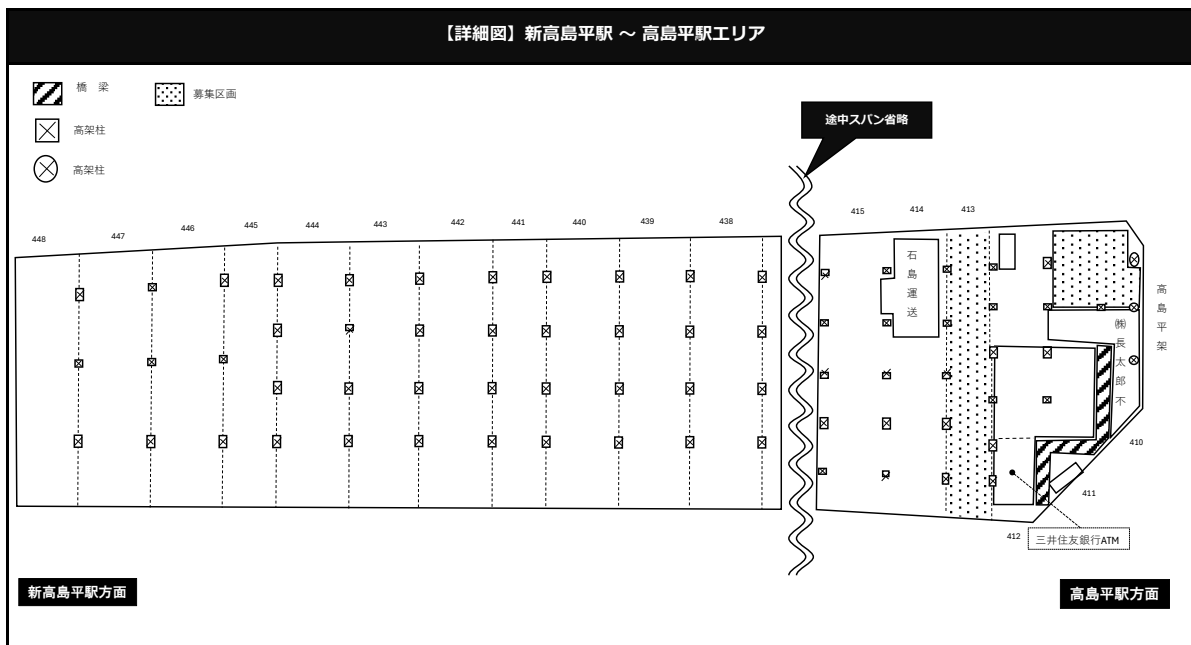 【詳細図】新高島平駅 ～ 高島平駅エリア
橋　梁
募集区画
高架柱
高架柱
途中スパン省略
448
447
446
445
444
443
442
441
440
439
438
415
414
413
石島運送
高島平架
㈱長太郎不
410
411
412
三井住友銀行ATM
新高島平駅方面
高島平駅方面